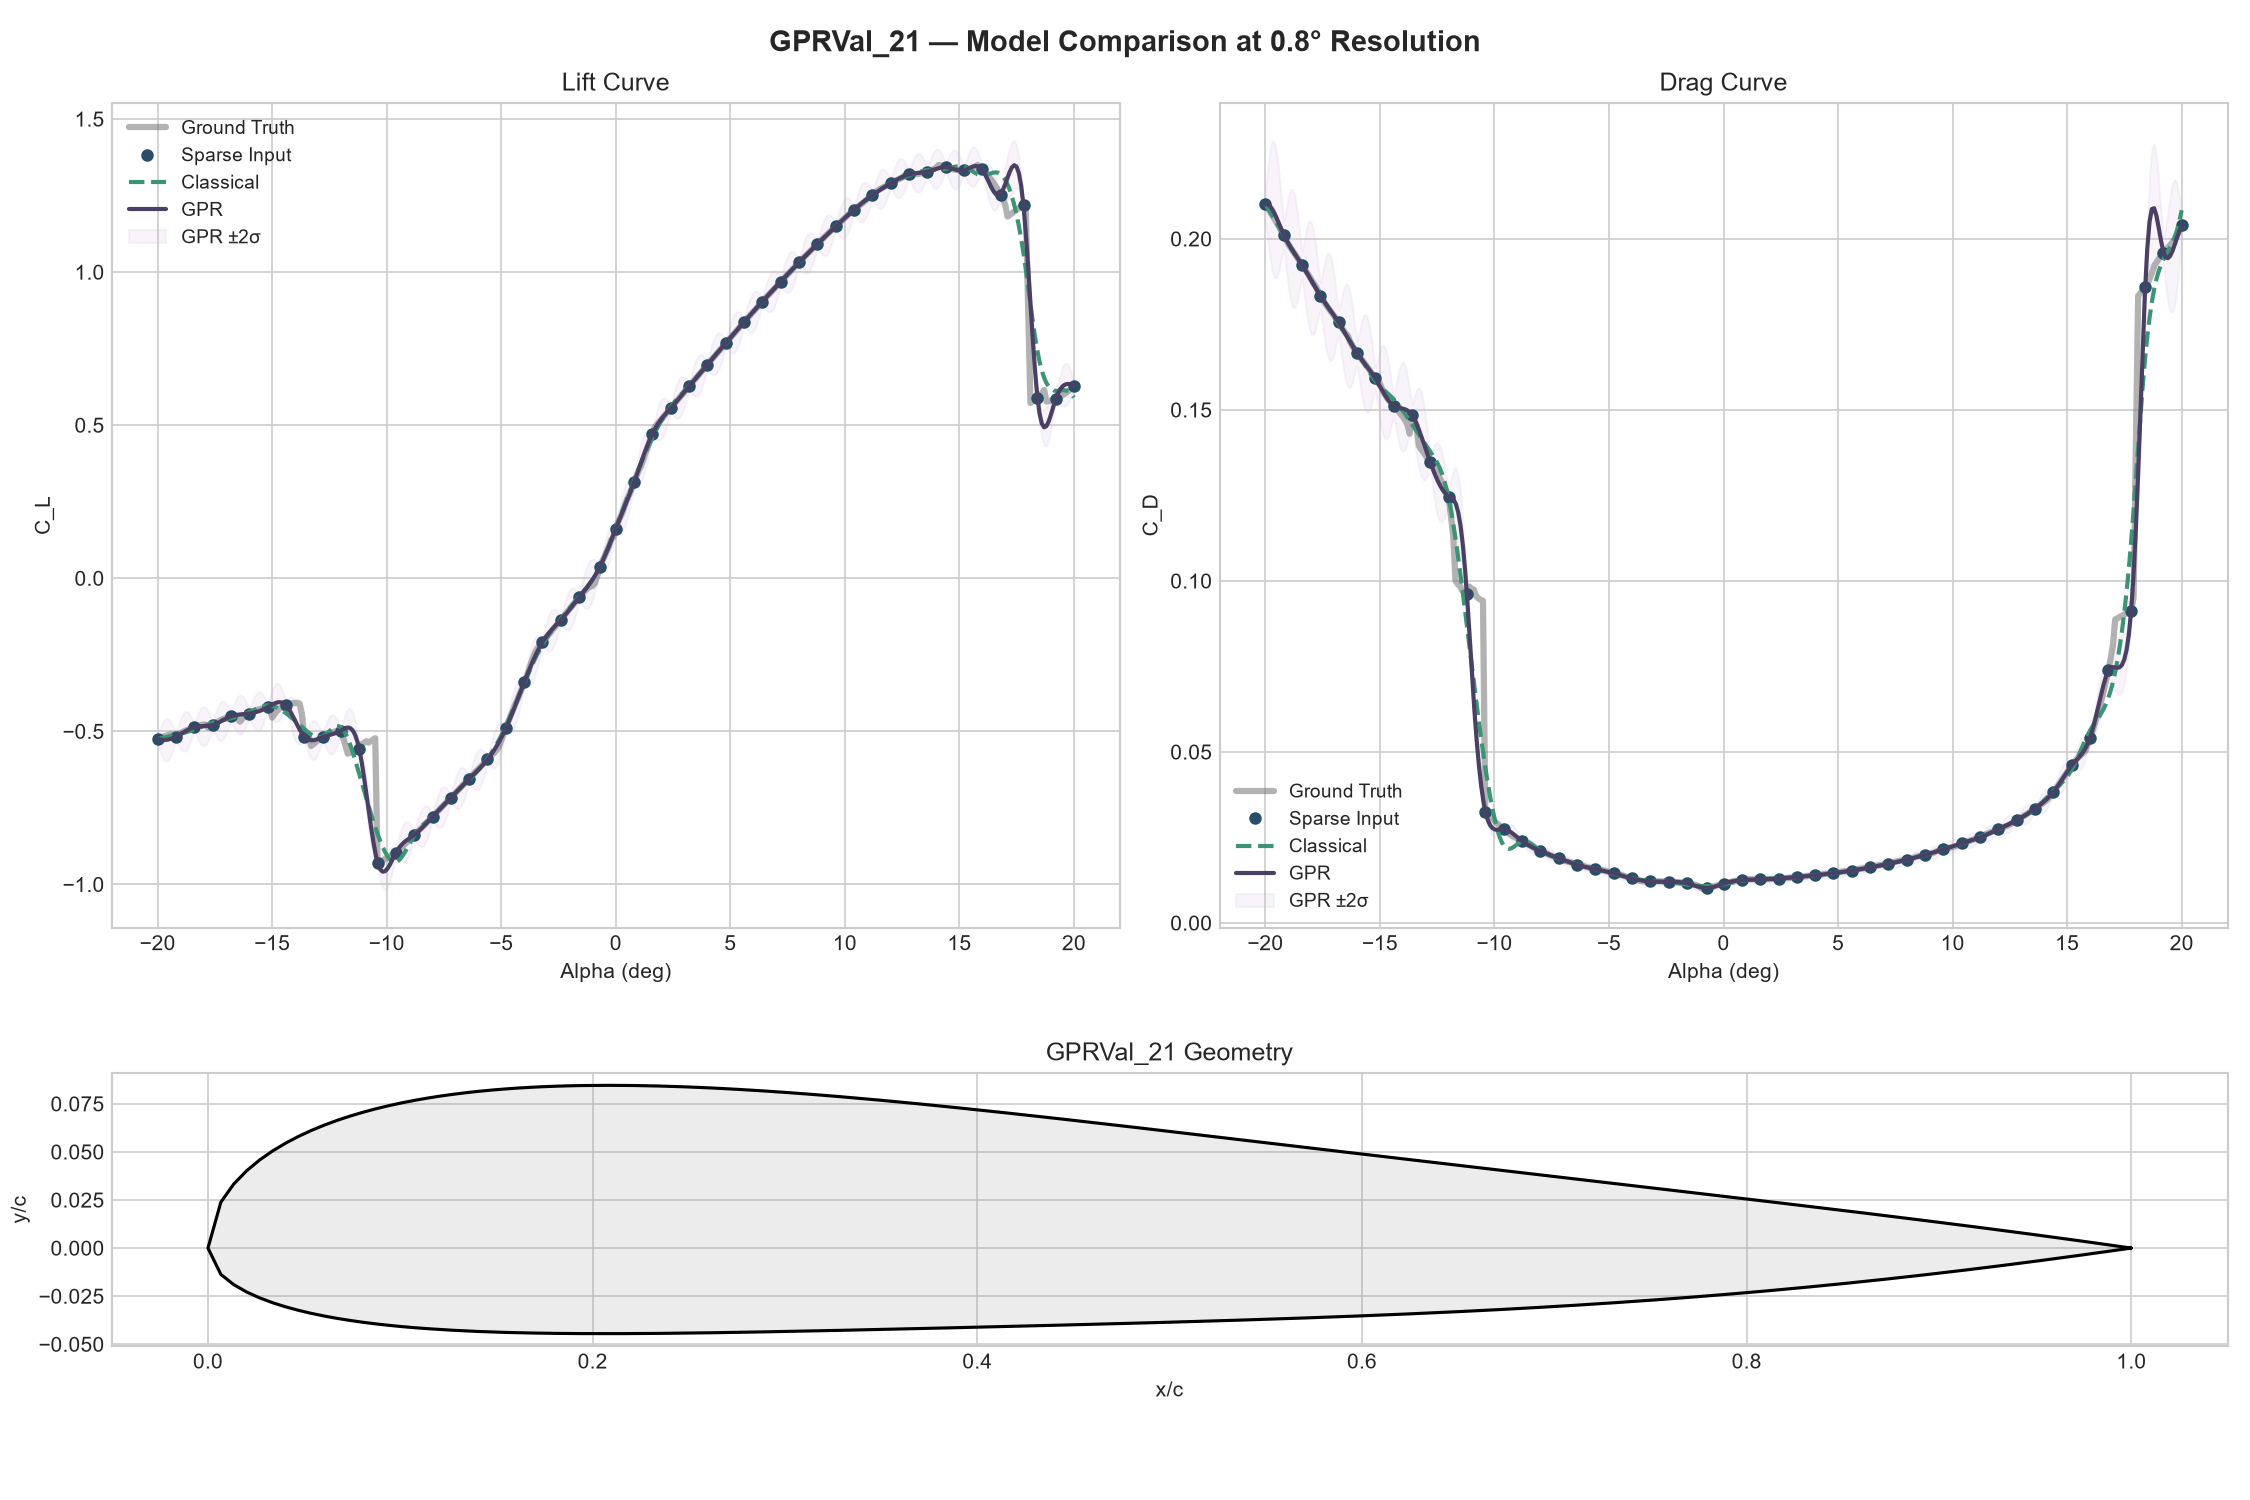 GPRVal_21 — Model Comparison at 0.8° Resolution
Lift Curve
1.5
1.0
0.5
0.0
−0.5
−1.0
C_L
Ground Truth
Sparse Input
Classical
GPR
GPR ±2σ
−20 −15 −10 −5 0 5 10 15 20
Alpha (deg)
Drag Curve
0.20
0.15
0.10
0.05
0.00
C_D
Ground Truth
Sparse Input
Classical
GPR
GPR ±2σ
−20 −15 −10 −5 0 5 10 15 20
Alpha (deg)
GPRVal_21 Geometry
0.075
0.050
0.025
0.000
−0.025
−0.050
y/c
0.0 0.2 0.4 0.6 0.8 1.0
x/c